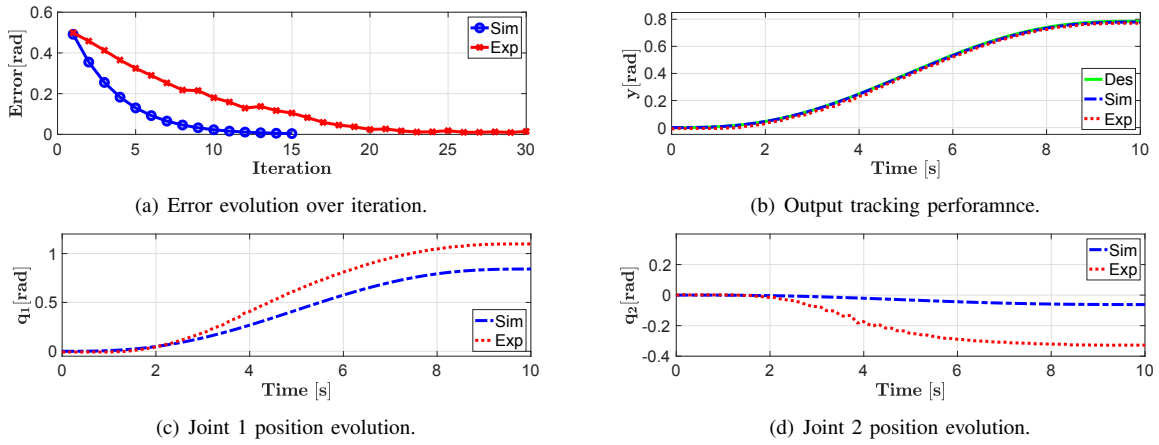 0.6
0.4
0.2
0
Error[rad]
Sim
Exp
0 5 10 15 20 25 30
Iteration
(a) Error evolution over iteration.
0.8
0.6
0.4
0.2
0
y[rad]
Des
Sim
Exp
0 2 4 6 8 10
Time [s]
(b) Output tracking perforamnce.
1
0.5
0
q1[rad]
Sim
Exp
0 2 4 6 8 10
Time [s]
(c) Joint 1 position evolution.
0.2
0
-0.2
-0.4
q2[rad]
Sim
Exp
0 2 4 6 8 10
Time [s]
(d) Joint 2 position evolution.